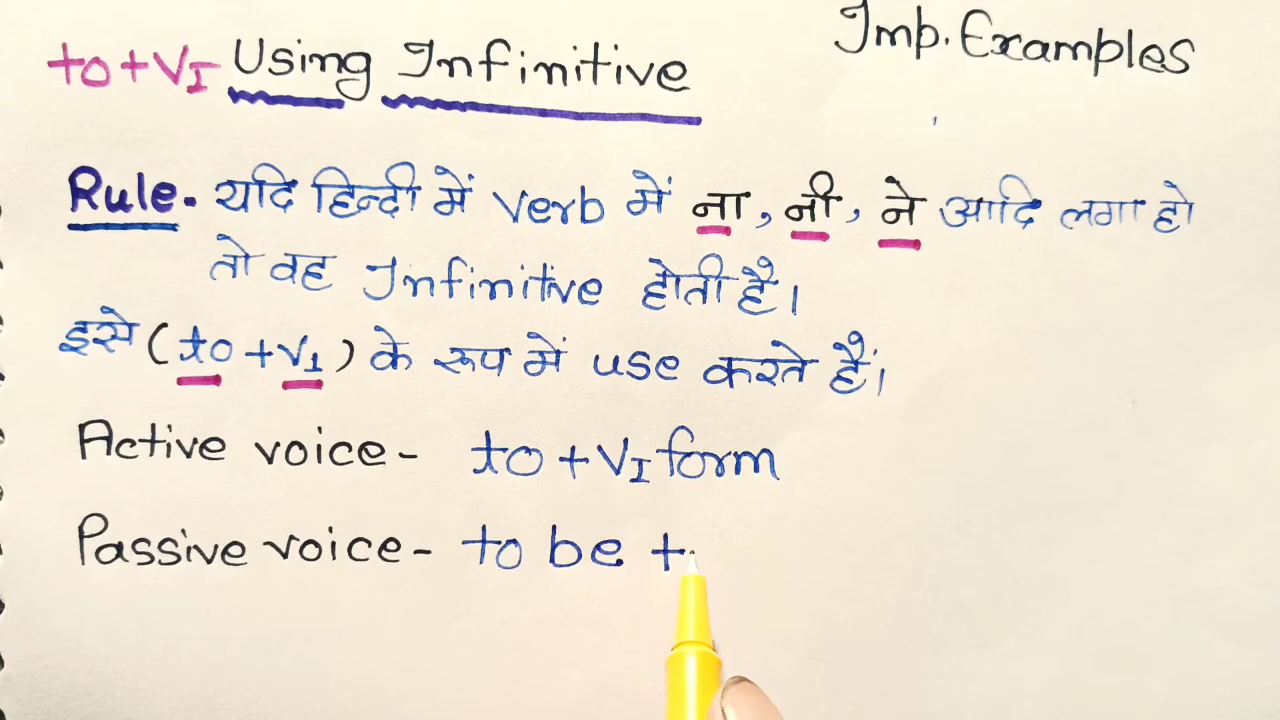 to+VI Using Infinitive
Imp. Examples
Rule. यदि हिन्दी में verb में ना, नी, ने आदि लगा हो
तो वह Infinitive होती है।
इसे (to+V1) के रूप में use करते हैं।
Active voice- to+VI form
Passive voice- to be +